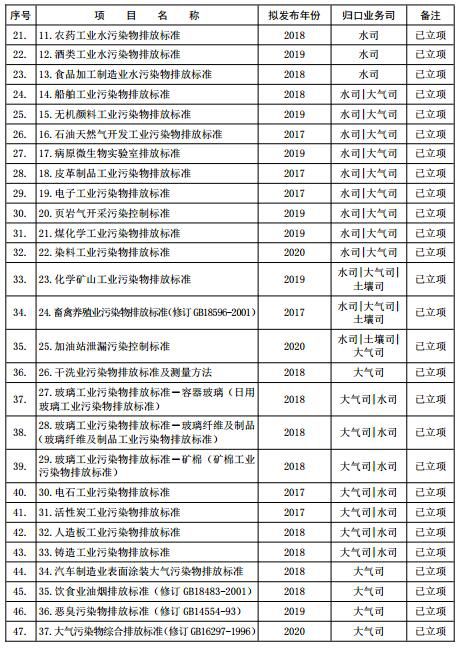 序号 项 目 名 称 拟发布年份 归口业务司 备注
21. 11.农药工业水污染物排放标准 2018 水司 已立项
22. 12.酒类工业水污染物排放标准 2019 水司 已立项
23. 13.食品加工制造业水污染物排放标准 2018 水司 已立项
24. 14.船舶工业污染物排放标准 2018 水司|大气司 已立项
25. 15.无机颜料工业污染物排放标准 2019 水司|大气司 已立项
26. 16.石油天然气开发工业污染物排放标准 2017 水司|大气司 已立项
27. 17.病原微生物实验室排放标准 2019 水司|大气司 已立项
28. 18.皮革制品工业污染物排放标准 2017 水司|大气司 已立项
29. 19.电子工业污染物排放标准 2017 水司|大气司 已立项
30. 20.页岩气开采污染控制标准 2019 水司|大气司 已立项
31. 21.煤化学工业污染物排放标准 2019 水司|大气司 已立项
32. 22.染料工业污染物排放标准 2020 水司|大气司 已立项
33. 23.化学矿山工业污染物排放标准 2019 水司|大气司|
土壤司 已立项
34. 24.畜禽养殖业污染物排放标准(修订GB18596-2001) 2017 水司|大气司|
土壤司 已立项
35. 25.加油站泄漏污染控制标准 2020 水司|土壤司|
大气司 已立项
36. 26.干洗业污染物排放标准及测量方法 2018 大气司 已立项
37. 27.玻璃工业污染物排放标准－容器玻璃（日用
玻璃工业污染物排放标准） 2018 大气司|水司 已立项
38. 28.玻璃工业污染物排放标准－玻璃纤维及制品
（玻璃纤维及制品工业污染物排放标准） 2018 大气司|水司 已立项
39. 29.玻璃工业污染物排放标准－矿棉（矿棉工业
污染物排放标准） 2018 大气司|水司 已立项
40. 30.电石工业污染物排放标准 2017 大气司|水司 已立项
41. 31.活性炭工业污染物排放标准 2017 大气司|水司 已立项
42. 32.人造板工业污染物排放标准 2018 大气司|水司 已立项
43. 33.铸造工业污染物排放标准 2018 大气司|水司 已立项
44. 34.汽车制造业表面涂装大气污染物排放标准 2018 大气司 已立项
45. 35.饮食业油烟排放标准（修订GB18483-2001） 2018 大气司 已立项
46. 36.恶臭污染物排放标准（修订GB14554-93） 2019 大气司 已立项
47. 37.大气污染物综合排放标准(修订GB16297-1996) 2020 大气司 已立项